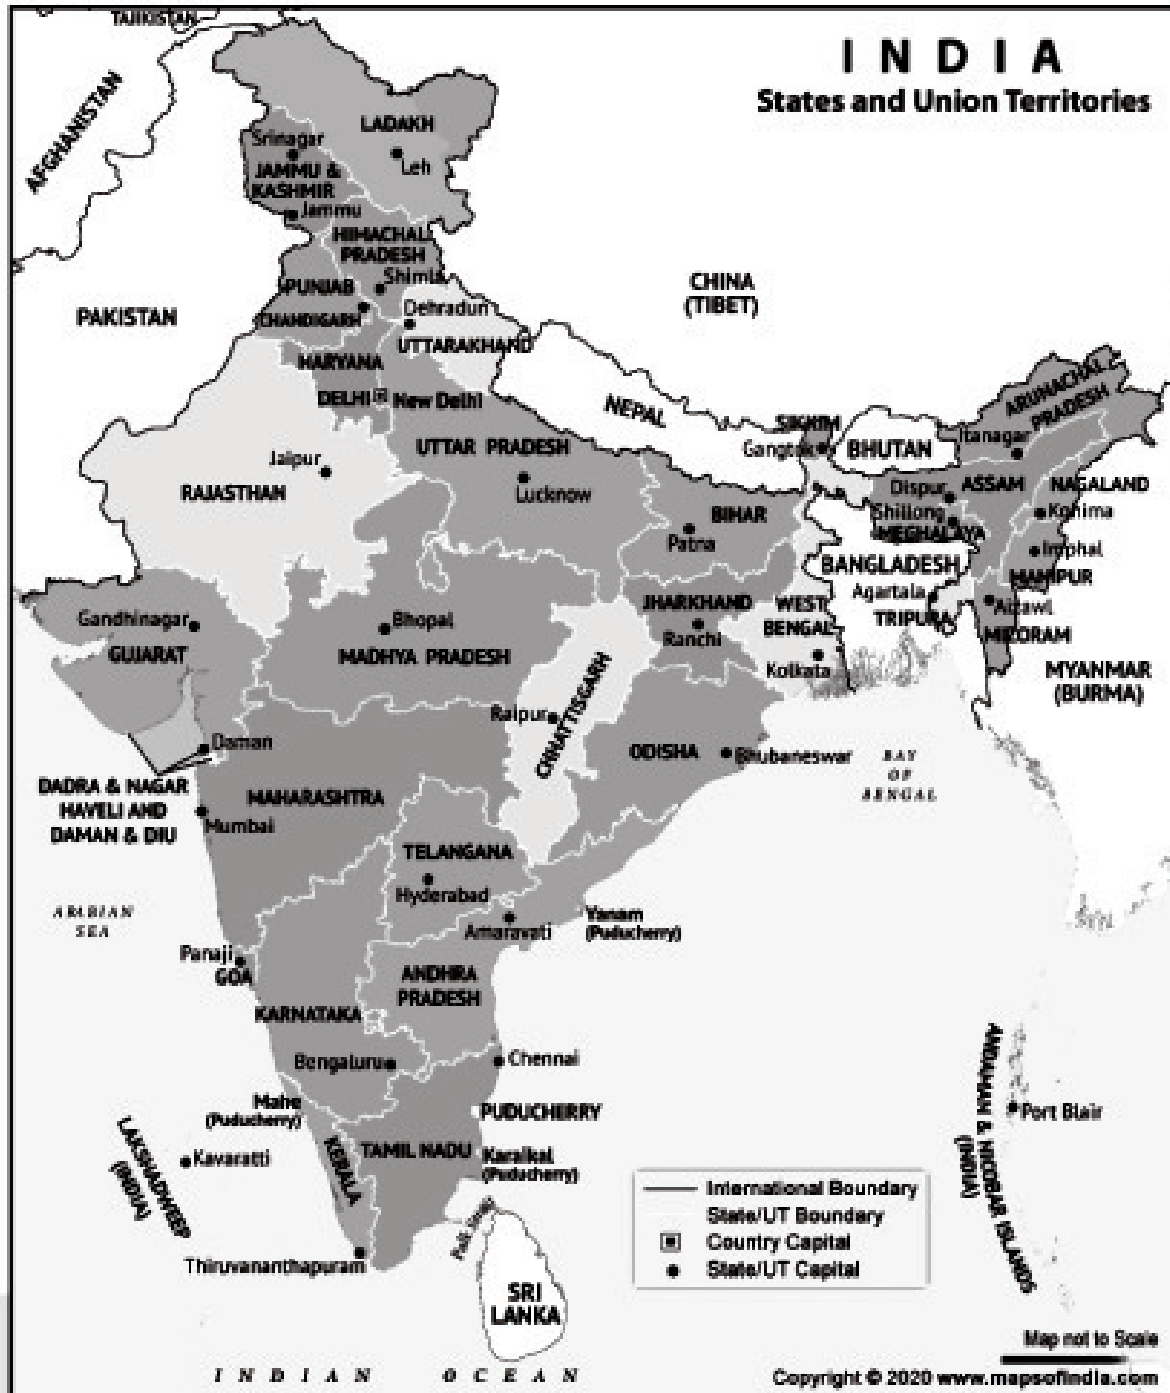 TAJIKISTAN
INDIA
States and Union Territories
AFGHANISTAN
LADAKH
Srinagar
Leh
JAMMU &
KASHMIR
Jammu
HIMACHAL
PRADESH
Shimla
PUNJAB
CHANDIGARH
Dehradun
UTTARAKHAND
CHINA
(TIBET)
PAKISTAN
HARYANA
DELHI
New Delhi
NEPAL
SIKKIM
Gangtok
BHUTAN
ARUNACHAL
PRADESH
Itanagar
UTTAR PRADESH
Lucknow
Jaipur
RAJASTHAN
BIHAR
Patna
Dispur
ASSAM
NAGALAND
Shillong
MEGHALAYA
Kohima
Imphal
MANIPUR
BANGLADESH
Agartala
TRIPURA
Aizawl
MIZORAM
MYANMAR
(BURMA)
Gandhinagar
GUJARAT
Bhopal
MADHYA PRADESH
JHARKHAND
Ranchi
WEST
BENGAL
Kolkata
Raipur
CHHATTISGARH
ODISHA
Bhubaneswar
BAY
OF
BENGAL
Daman
DADRA & NAGAR
HAVELI AND
DAMAN & DIU
MAHARASHTRA
Mumbai
TELANGANA
Hyderabad
Amaravati
Yanam
(Puducherry)
ARABIAN
SEA
Panaji
GOA
ANDHRA
PRADESH
KARNATAKA
Bengaluru
Chennai
Mahe
(Puducherry)
PUDUCHERRY
LAKSHADWEEP
(INDIA)
Kavaratti
KERALA
TAMIL NADU
Karaikal
(Puducherry)
ANDAMAN & NICOBAR ISLANDS
(INDIA)
Port Blair
Thiruvananthapuram
Palk Strait
SRI
LANKA
International Boundary
State/UT Boundary
Country Capital
State/UT Capital
INDIAN OCEAN
Map not to Scale
Copyright © 2020 www.mapsofindia.com